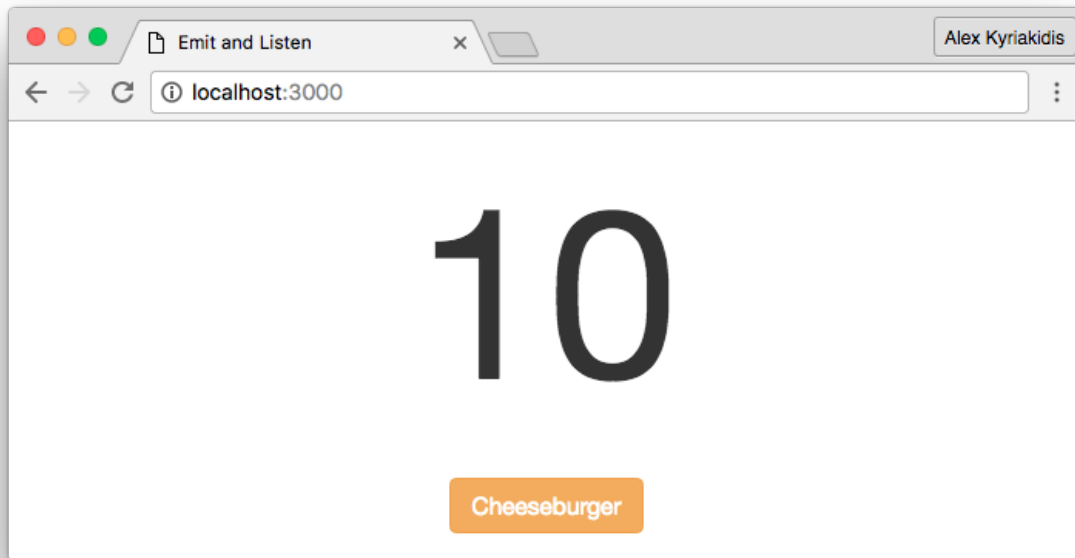 Emit and Listen
Alex Kyriakidis
localhost:3000
10
Cheeseburger